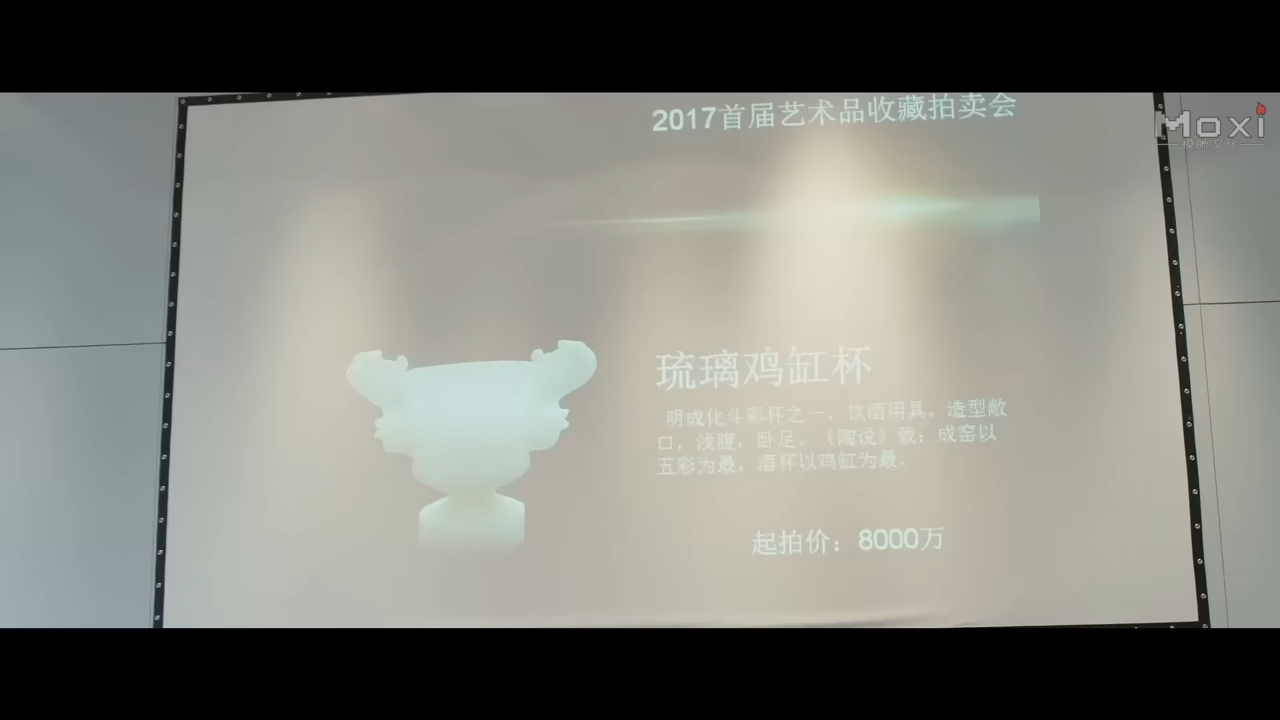 2017首届艺术品收藏拍卖会
Moxi
琉璃鸡缸杯
明成化斗彩杯之一，饮酒用具。造型敞
口，浅腹，卧足。《陶说》载：成窑以
五彩为最，酒杯以鸡缸为最。
起拍价：8000万